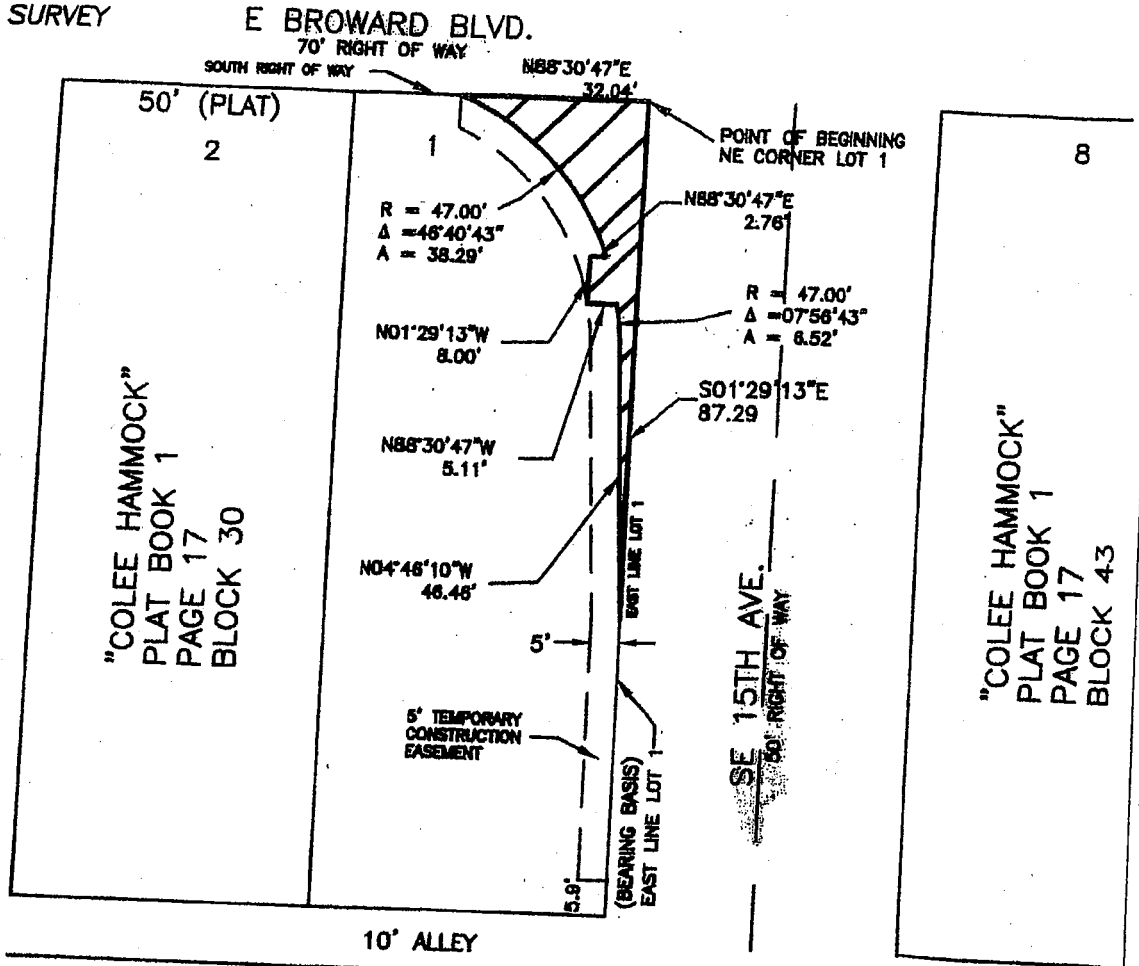 SURVEY
E BROWARD BLVD.
70' RIGHT OF WAY
SOUTH RIGHT OF WAY
N88°30'47"E
32.04'
50' (PLAT)
2
1
POINT OF BEGINNING
NE CORNER LOT 1
8
R = 47.00'
Δ =46°40'43"
A = 38.29'
N88°30'47"E
2.76'
R = 47.00'
Δ =07°56'43"
A = 6.52'
N01°29'13"W
8.00'
S01°29'13"E
87.29
N88°30'47"W
5.11'
"COLEE HAMMOCK"
PLAT BOOK 1
PAGE 17
BLOCK 30
N04°46'10"W
46.46'
EAST LINE LOT 1
5'
SE 15TH AVE.
50' RIGHT OF WAY
"COLEE HAMMOCK"
PLAT BOOK 1
PAGE 17
BLOCK 43
5' TEMPORARY
CONSTRUCTION
EASEMENT
(BEARING BASIS)
EAST LINE LOT 1
5.9'
10' ALLEY